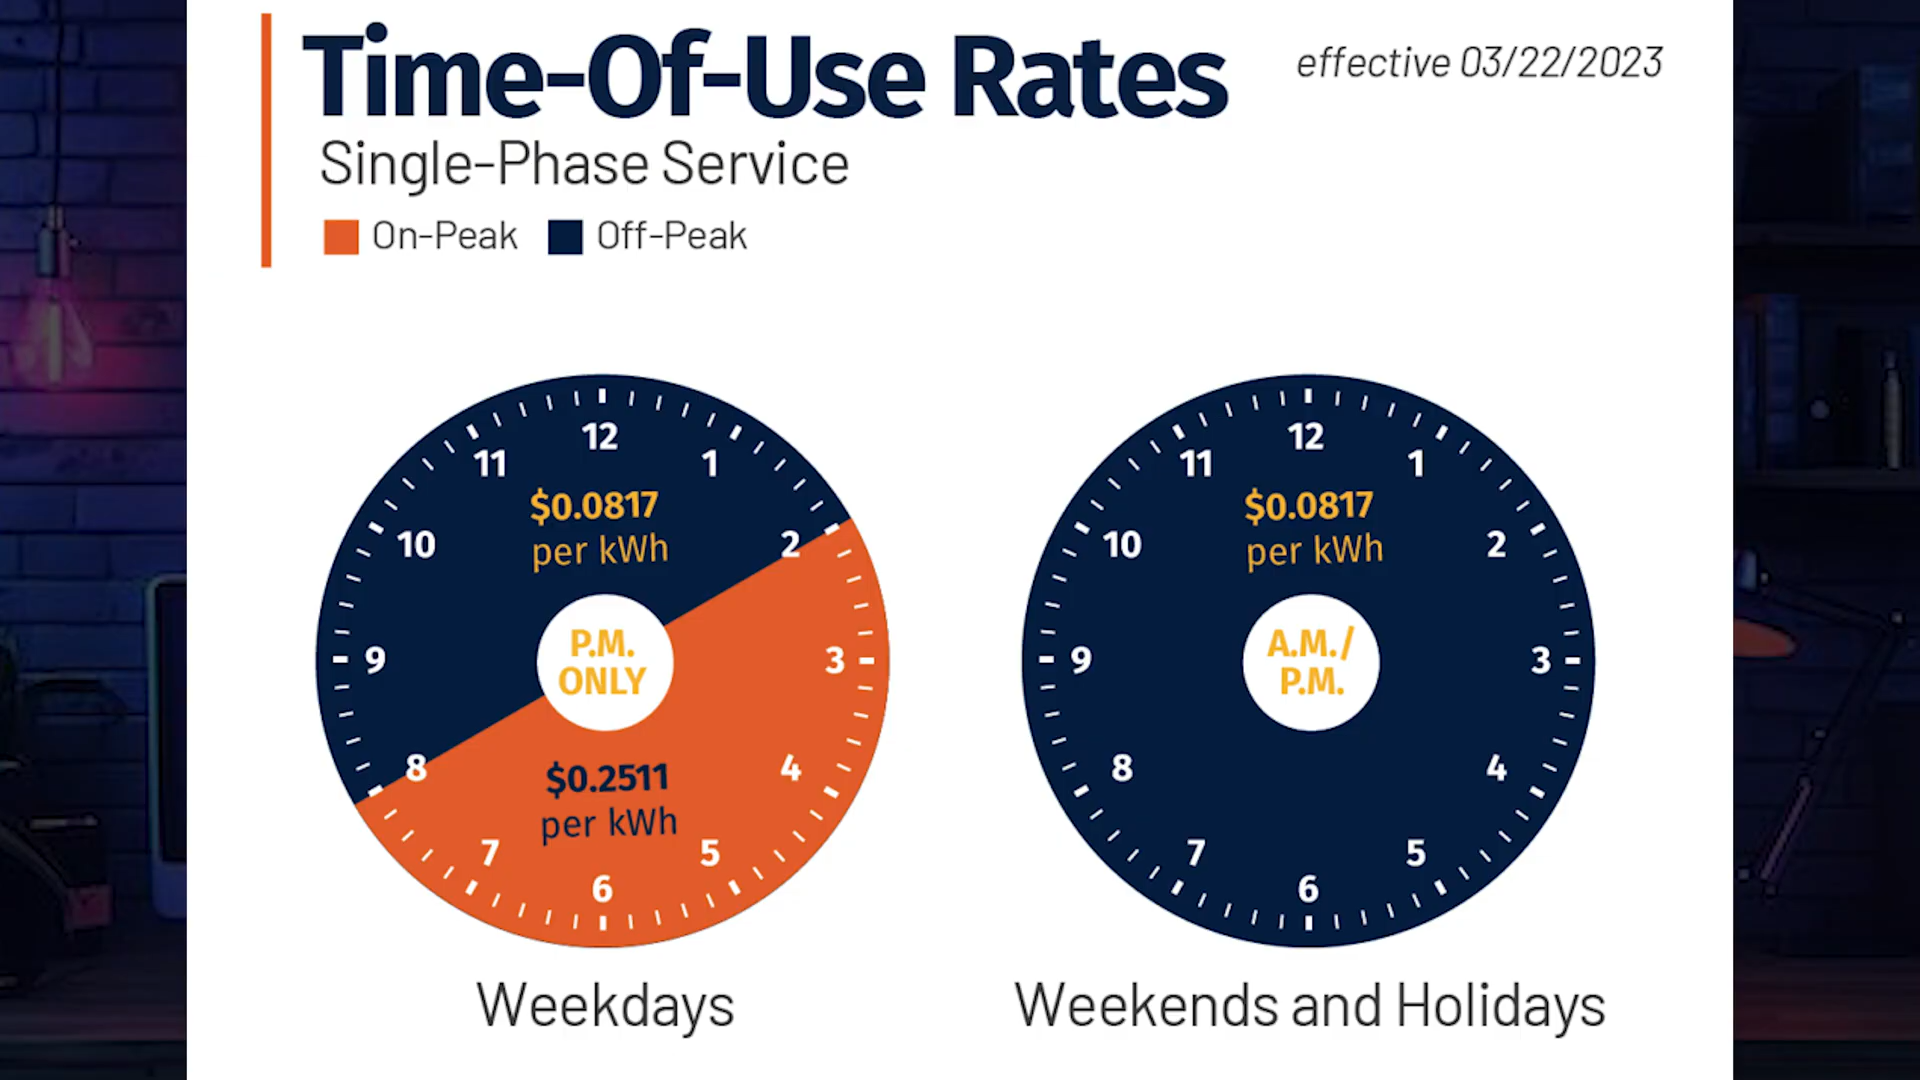 Time-Of-Use Rates
effective 03/22/2023
Single-Phase Service
On-Peak
Off-Peak
12
1
2
3
4
5
6
7
8
9
10
11
$0.0817
per kWh
P.M.
ONLY
$0.2511
per kWh
Weekdays
12
1
2
3
4
5
6
7
8
9
10
11
$0.0817
per kWh
A.M./
P.M.
Weekends and Holidays